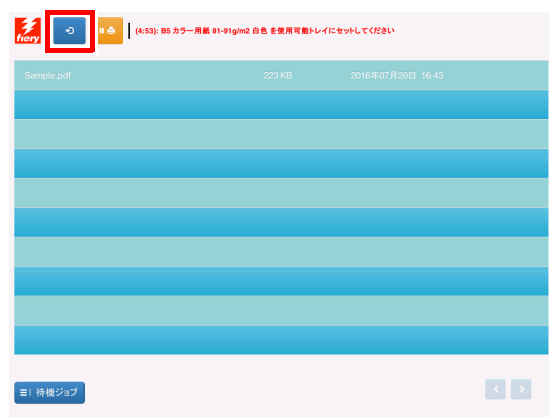 fiery
(4:53): B5 カラー用紙 81-91g/m2 白色 を使用可能トレイにセットしてください
Sample.pdf 223 KB 2016年07月20日 16:43
待機ジョブ